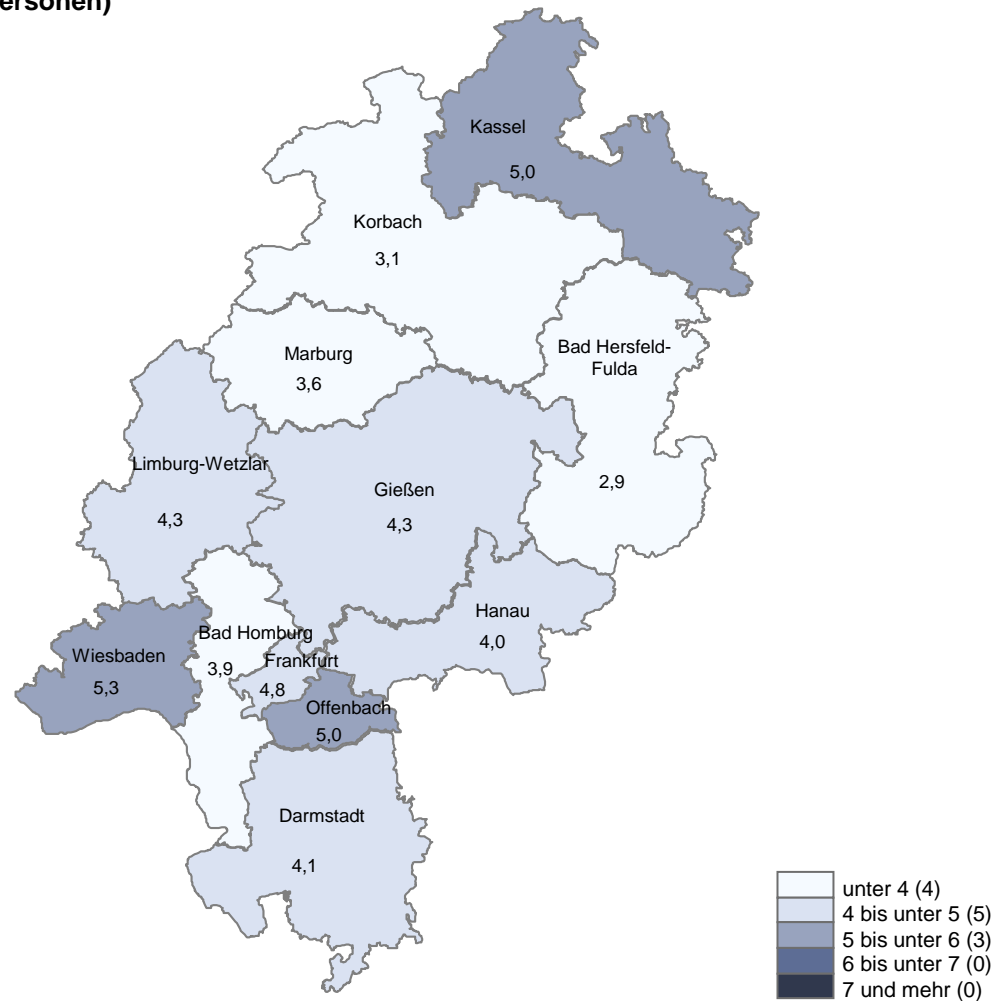 ersonen)
Kassel
5,0
Korbach
3,1
Marburg
3,6
Bad Hersfeld-
Fulda
2,9
Limburg-Wetzlar
4,3
Gießen
4,3
Hanau
4,0
Bad Homburg
3,9
Wiesbaden
5,3
Frankfurt
4,8
Offenbach
5,0
Darmstadt
4,1
unter 4 (4)
4 bis unter 5 (5)
5 bis unter 6 (3)
6 bis unter 7 (0)
7 und mehr (0)